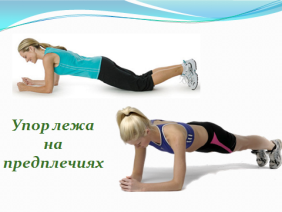 Упор лежа
на
предплечиях